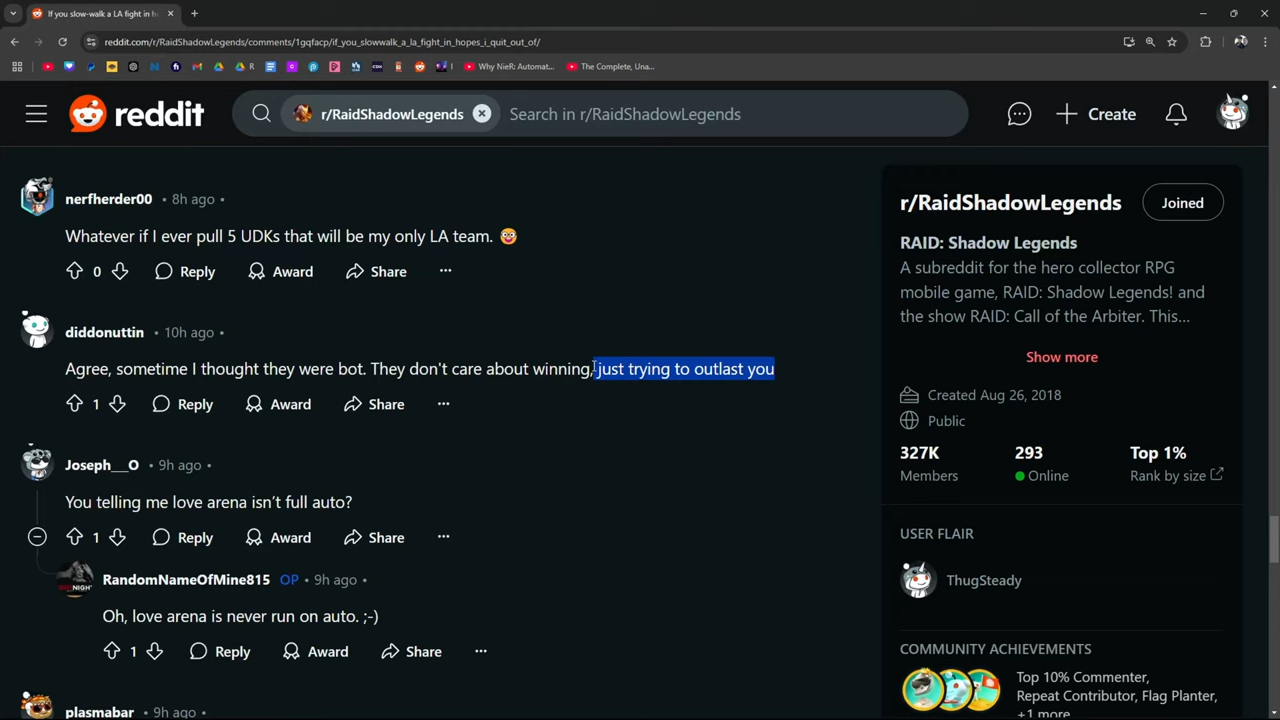 If you slow-walk a LA fight in h
reddit.com/r/RaidShadowLegends/comments/1gqfacp/if_you_slowwalk_a_la_fight_in_hopes_i_quit_out_of/
R
Why NieR: Automat...
The Complete, Una...
reddit
r/RaidShadowLegends
Search in r/RaidShadowLegends
Create
nerfherder00 • 8h ago •
Whatever if I ever pull 5 UDKs that will be my only LA team. 🤡
0 Reply Award Share ...
diddonuttin • 10h ago •
Agree, sometime I thought they were bot. They don't care about winning, just trying to outlast you
1 Reply Award Share ...
Joseph__O • 9h ago •
You telling me love arena isn’t full auto?
1 Reply Award Share ...
RandomNameOfMine815 OP • 9h ago •
Oh, love arena is never run on auto. ;-)
1 Reply Award Share ...
plasmabar • 9h ago •
r/RaidShadowLegends
Joined
RAID: Shadow Legends
A subreddit for the hero collector RPG
mobile game, RAID: Shadow Legends! and
the show RAID: Call of the Arbiter. This...
Show more
Created Aug 26, 2018
Public
327K 293 Top 1%
Members Online Rank by size
USER FLAIR
ThugSteady
COMMUNITY ACHIEVEMENTS
Top 10% Commenter,
Repeat Contributor, Flag Planter,
+1 more